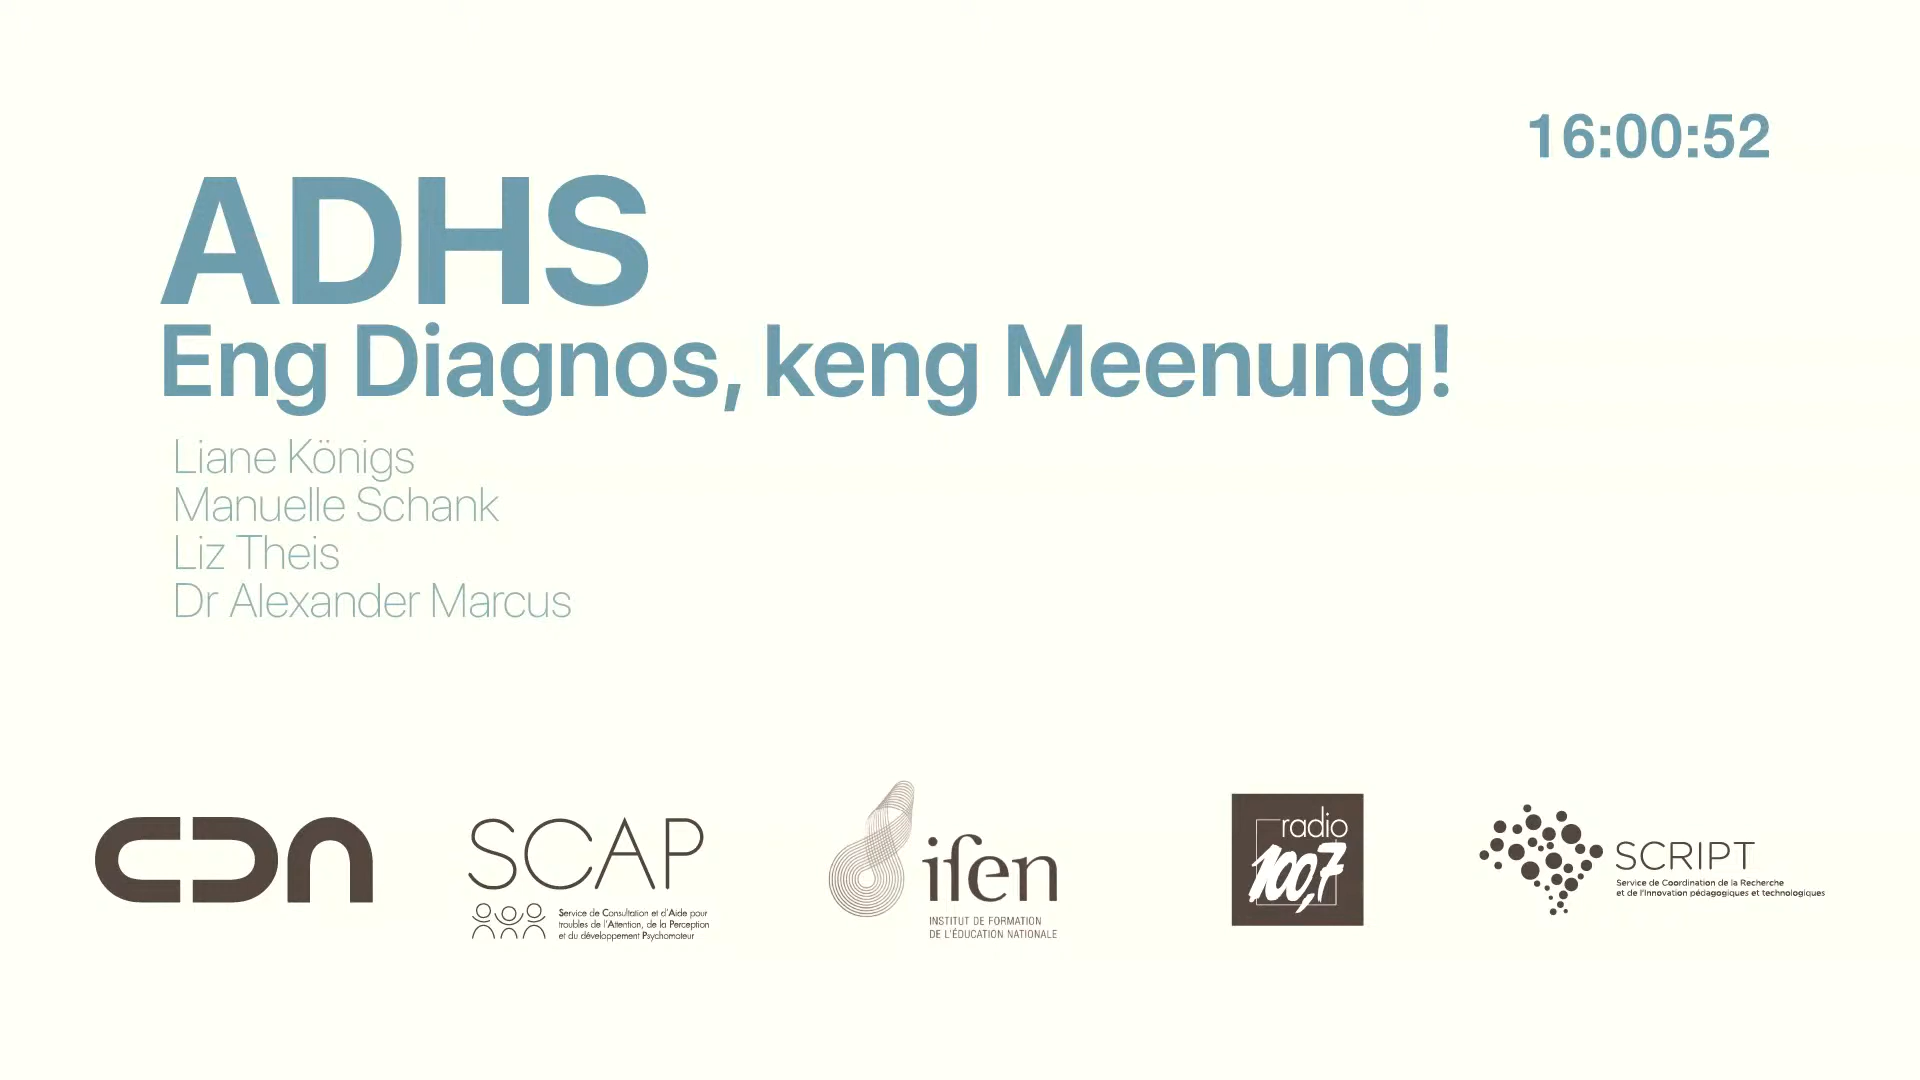 16:00:52
ADHS
Eng Diagnos, keng Meenung!
Liane Königs
Manuelle Schank
Liz Theis
Dr Alexander Marcus
CDN
SCAP
Service de Consultation et d'Aide pour
troubles de l'Attention, de la Perception
et du développement Psychomoteur
ifen
INSTITUT DE FORMATION
DE L'ÉDUCATION NATIONALE
radio
100,7
SCRIPT
Service de Coordination de la Recherche
et de l'Innovation pédagogiques et technologiques